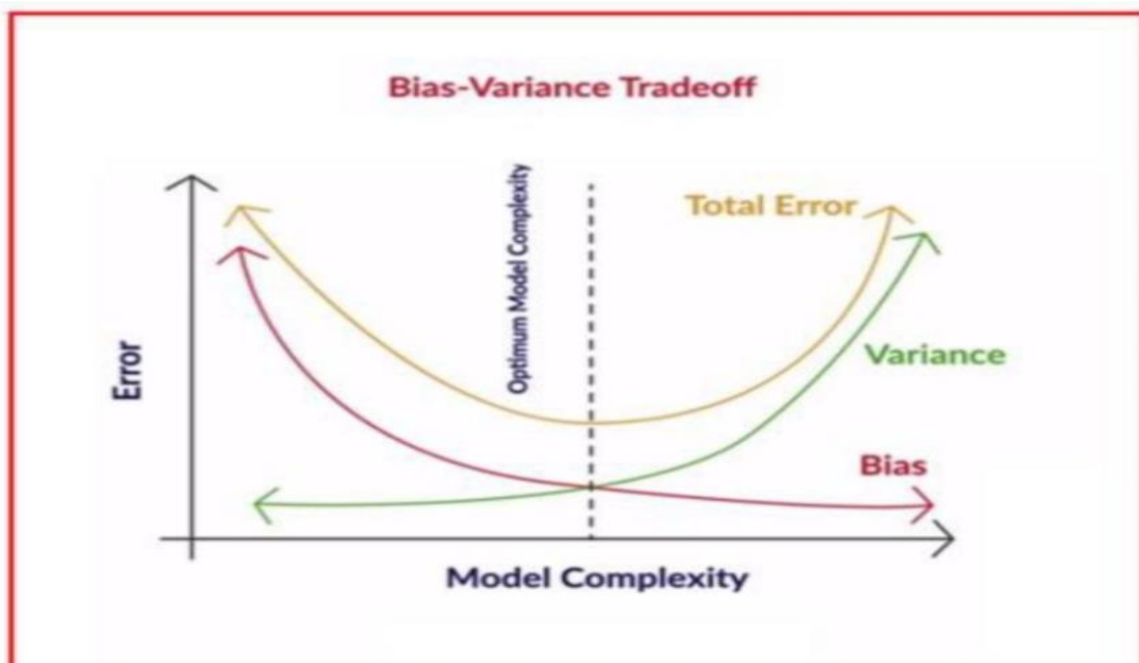 Bias-Variance Tradeoff
Optimum Model Complexity
Total Error
Error
Variance
Bias
Model Complexity